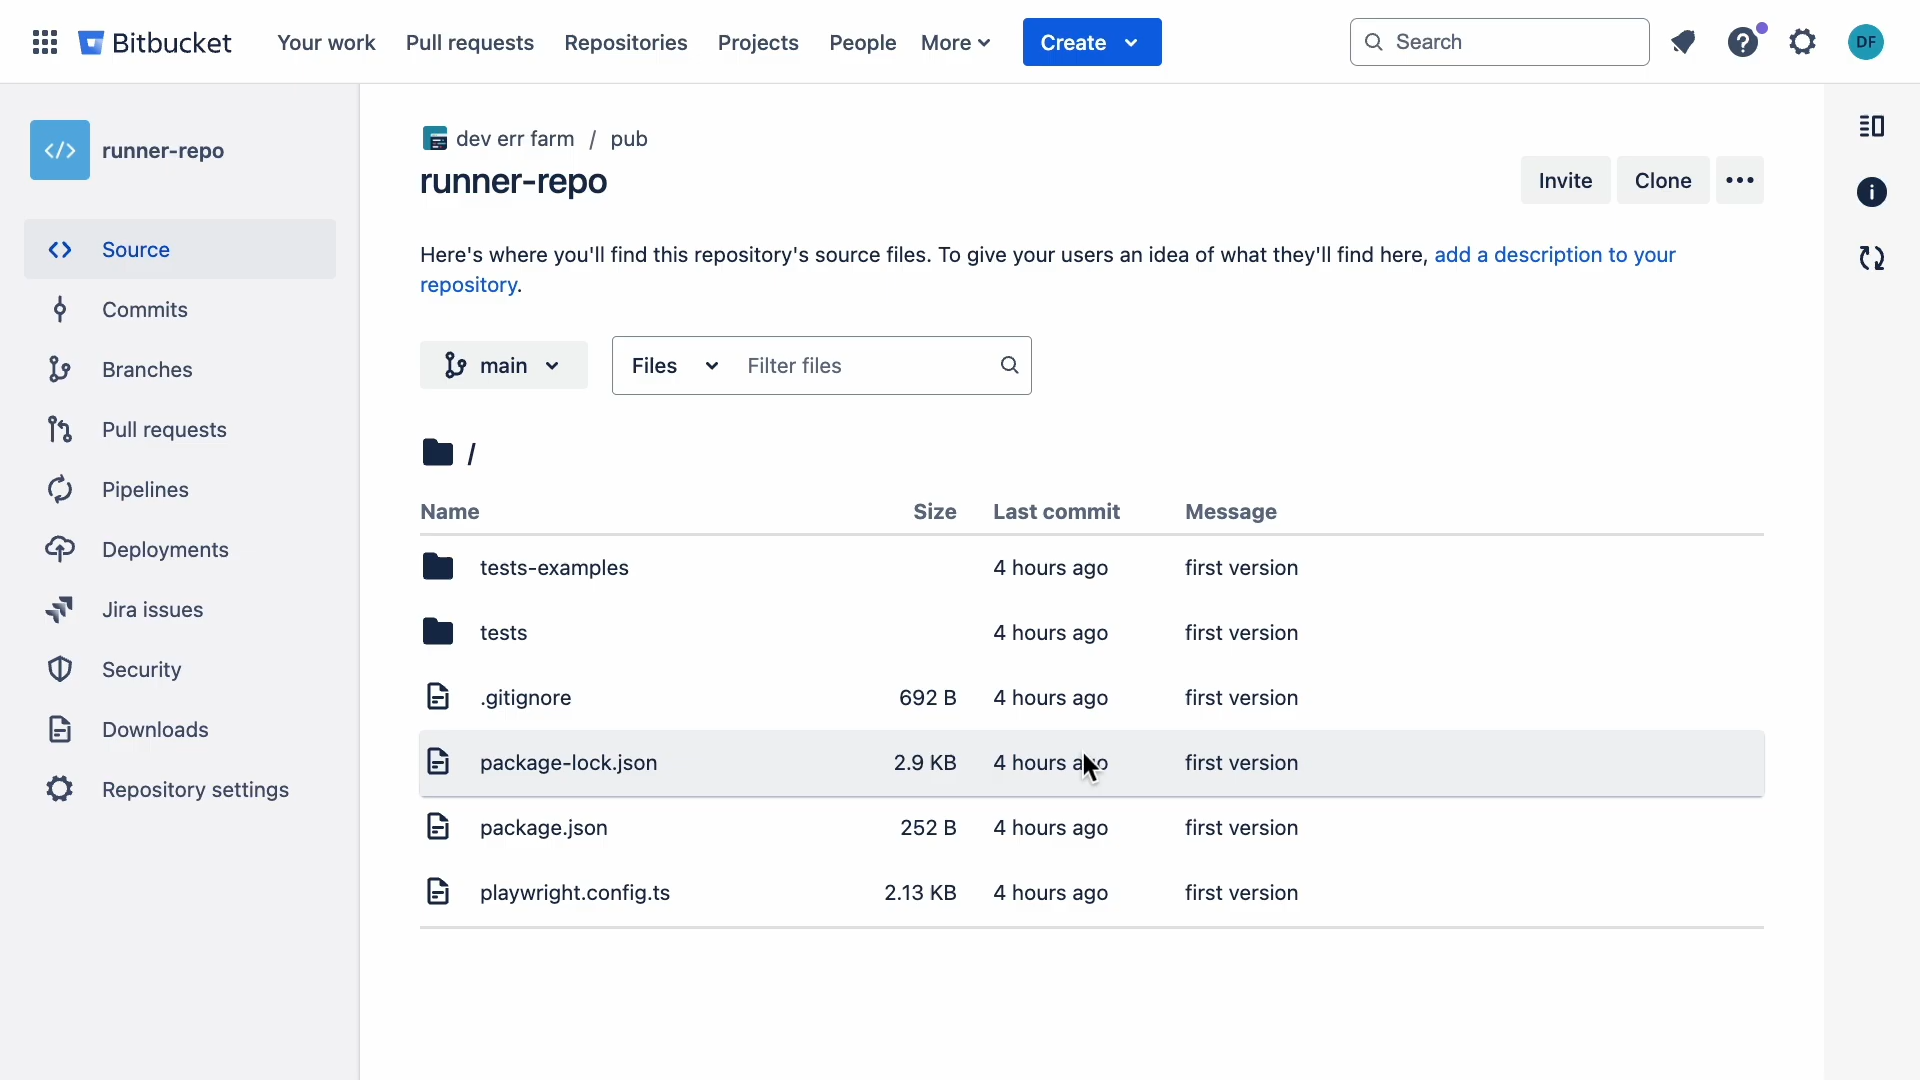 Bitbucket Your work Pull requests Repositories Projects People More Create Search DF
runner-repo
Source
Commits
Branches
Pull requests
Pipelines
Deployments
Jira issues
Security
Downloads
Repository settings
dev err farm / pub
runner-repo
Invite Clone
Here's where you'll find this repository's source files. To give your users an idea of what they'll find here, add a description to your
repository.
main Files Filter files
/
Name Size Last commit Message
tests-examples 4 hours ago first version
tests 4 hours ago first version
.gitignore 692 B 4 hours ago first version
package-lock.json 2.9 KB 4 hours ago first version
package.json 252 B 4 hours ago first version
playwright.config.ts 2.13 KB 4 hours ago first version